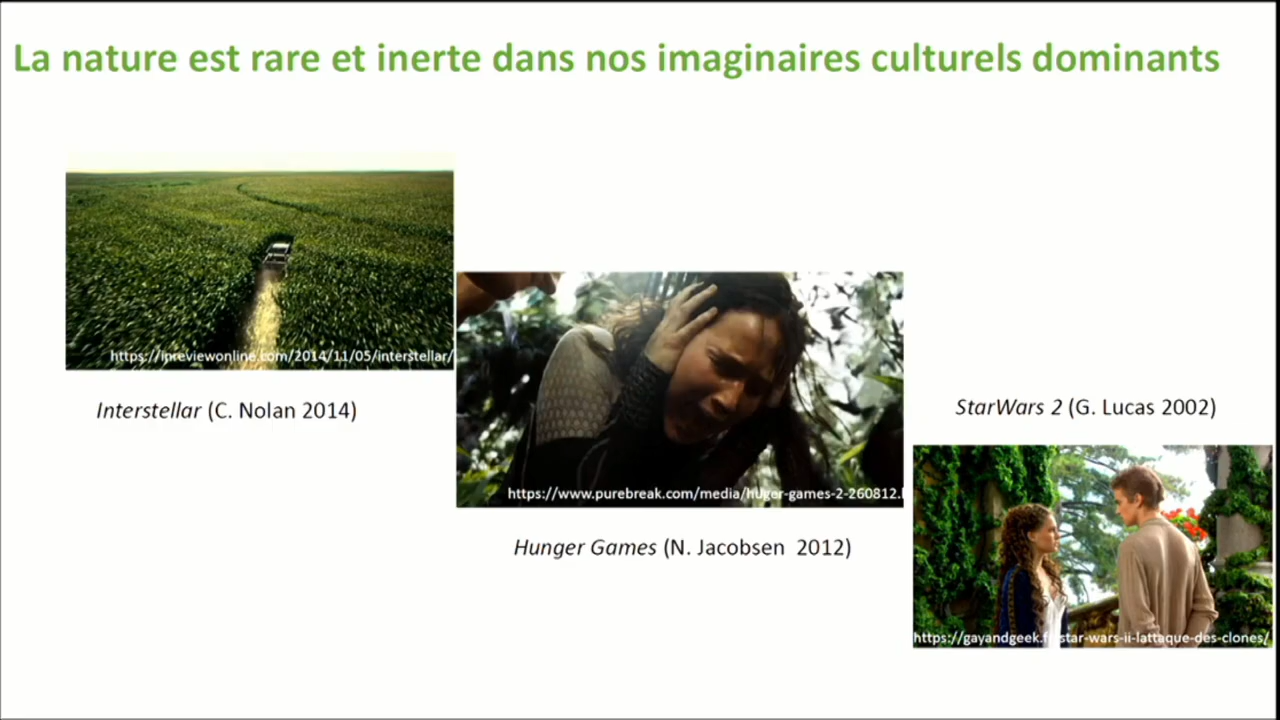 La nature est rare et inerte dans nos imaginaires culturels dominants
https://ipreviewonline.com/2014/11/05/interstellar/
Interstellar (C. Nolan 2014)
https://www.purebreak.com/media/huger-games-2-260812.
Hunger Games (N. Jacobsen 2012)
StarWars 2 (G. Lucas 2002)
https://gayandgeek.fr/star-wars-ii-lattaque-des-clones/